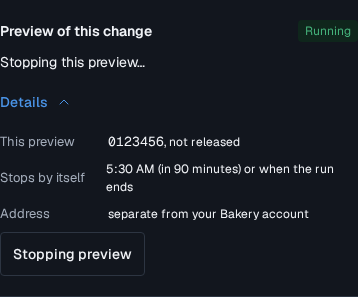 Preview of this change
Running
Stopping this preview…
Details
This preview 0123456, not released
Stops by itself 5:30 AM (in 90 minutes) or when the run
ends
Address separate from your Bakery account
Stopping preview